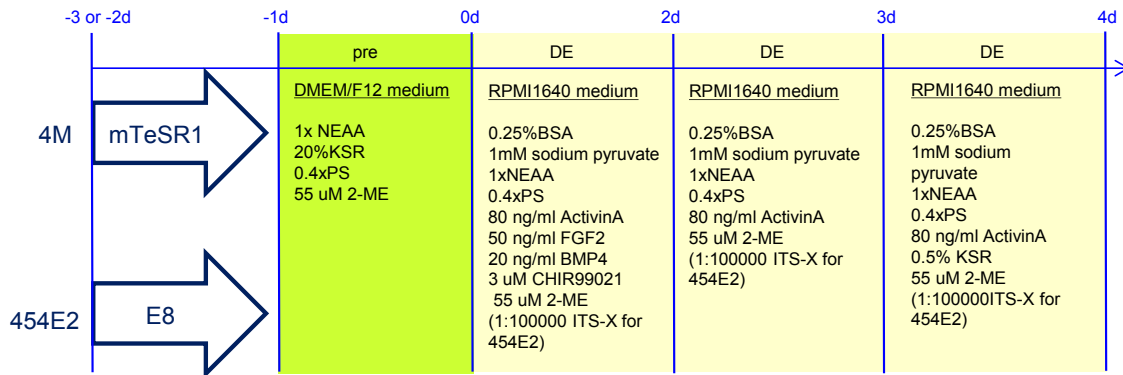 -3 or -2d
-1d
0d
2d
3d
4d
pre
DE
DE
DE
4M
mTeSR1
454E2
E8
DMEM/F12 medium
1x NEAA
20%KSR
0.4xPS
55 uM 2-ME
RPMI1640 medium
0.25%BSA
1mM sodium pyruvate
1xNEAA
0.4xPS
80 ng/ml ActivinA
50 ng/ml FGF2
20 ng/ml BMP4
3 uM CHIR99021
55 uM 2-ME
(1:100000 ITS-X for
454E2)
RPMI1640 medium
0.25%BSA
1mM sodium pyruvate
1xNEAA
0.4xPS
80 ng/ml ActivinA
55 uM 2-ME
(1:100000 ITS-X for
454E2)
RPMI1640 medium
0.25%BSA
1mM sodium
pyruvate
1xNEAA
0.4xPS
80 ng/ml ActivinA
0.5% KSR
55 uM 2-ME
(1:100000ITS-X for
454E2)